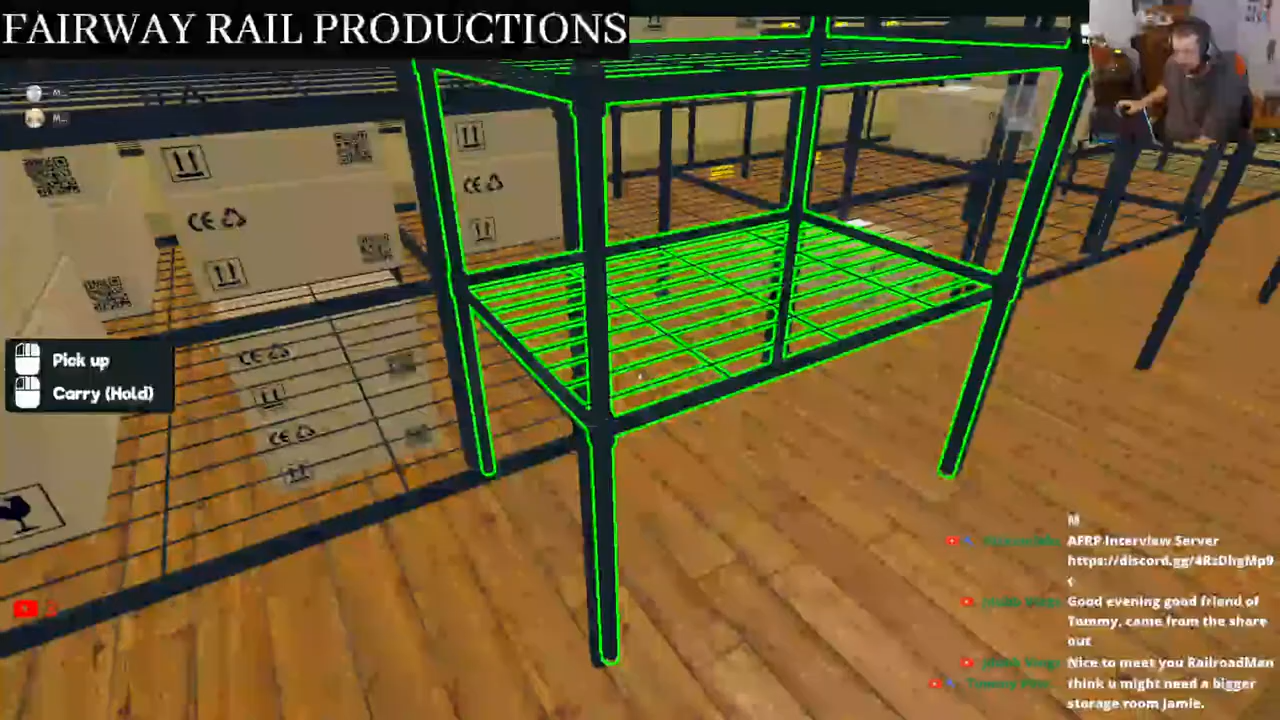 FAIRWAY RAIL PRODUCTIONS
M...
M...
CE
CE
Pick up
Carry (Hold)
CE
CE
M
AFRP Interview Server
Good evening good friend of
Tommy, came from the share
out
Nice to meet you RailroadMan
think u might need a bigger
storage room Jamie.